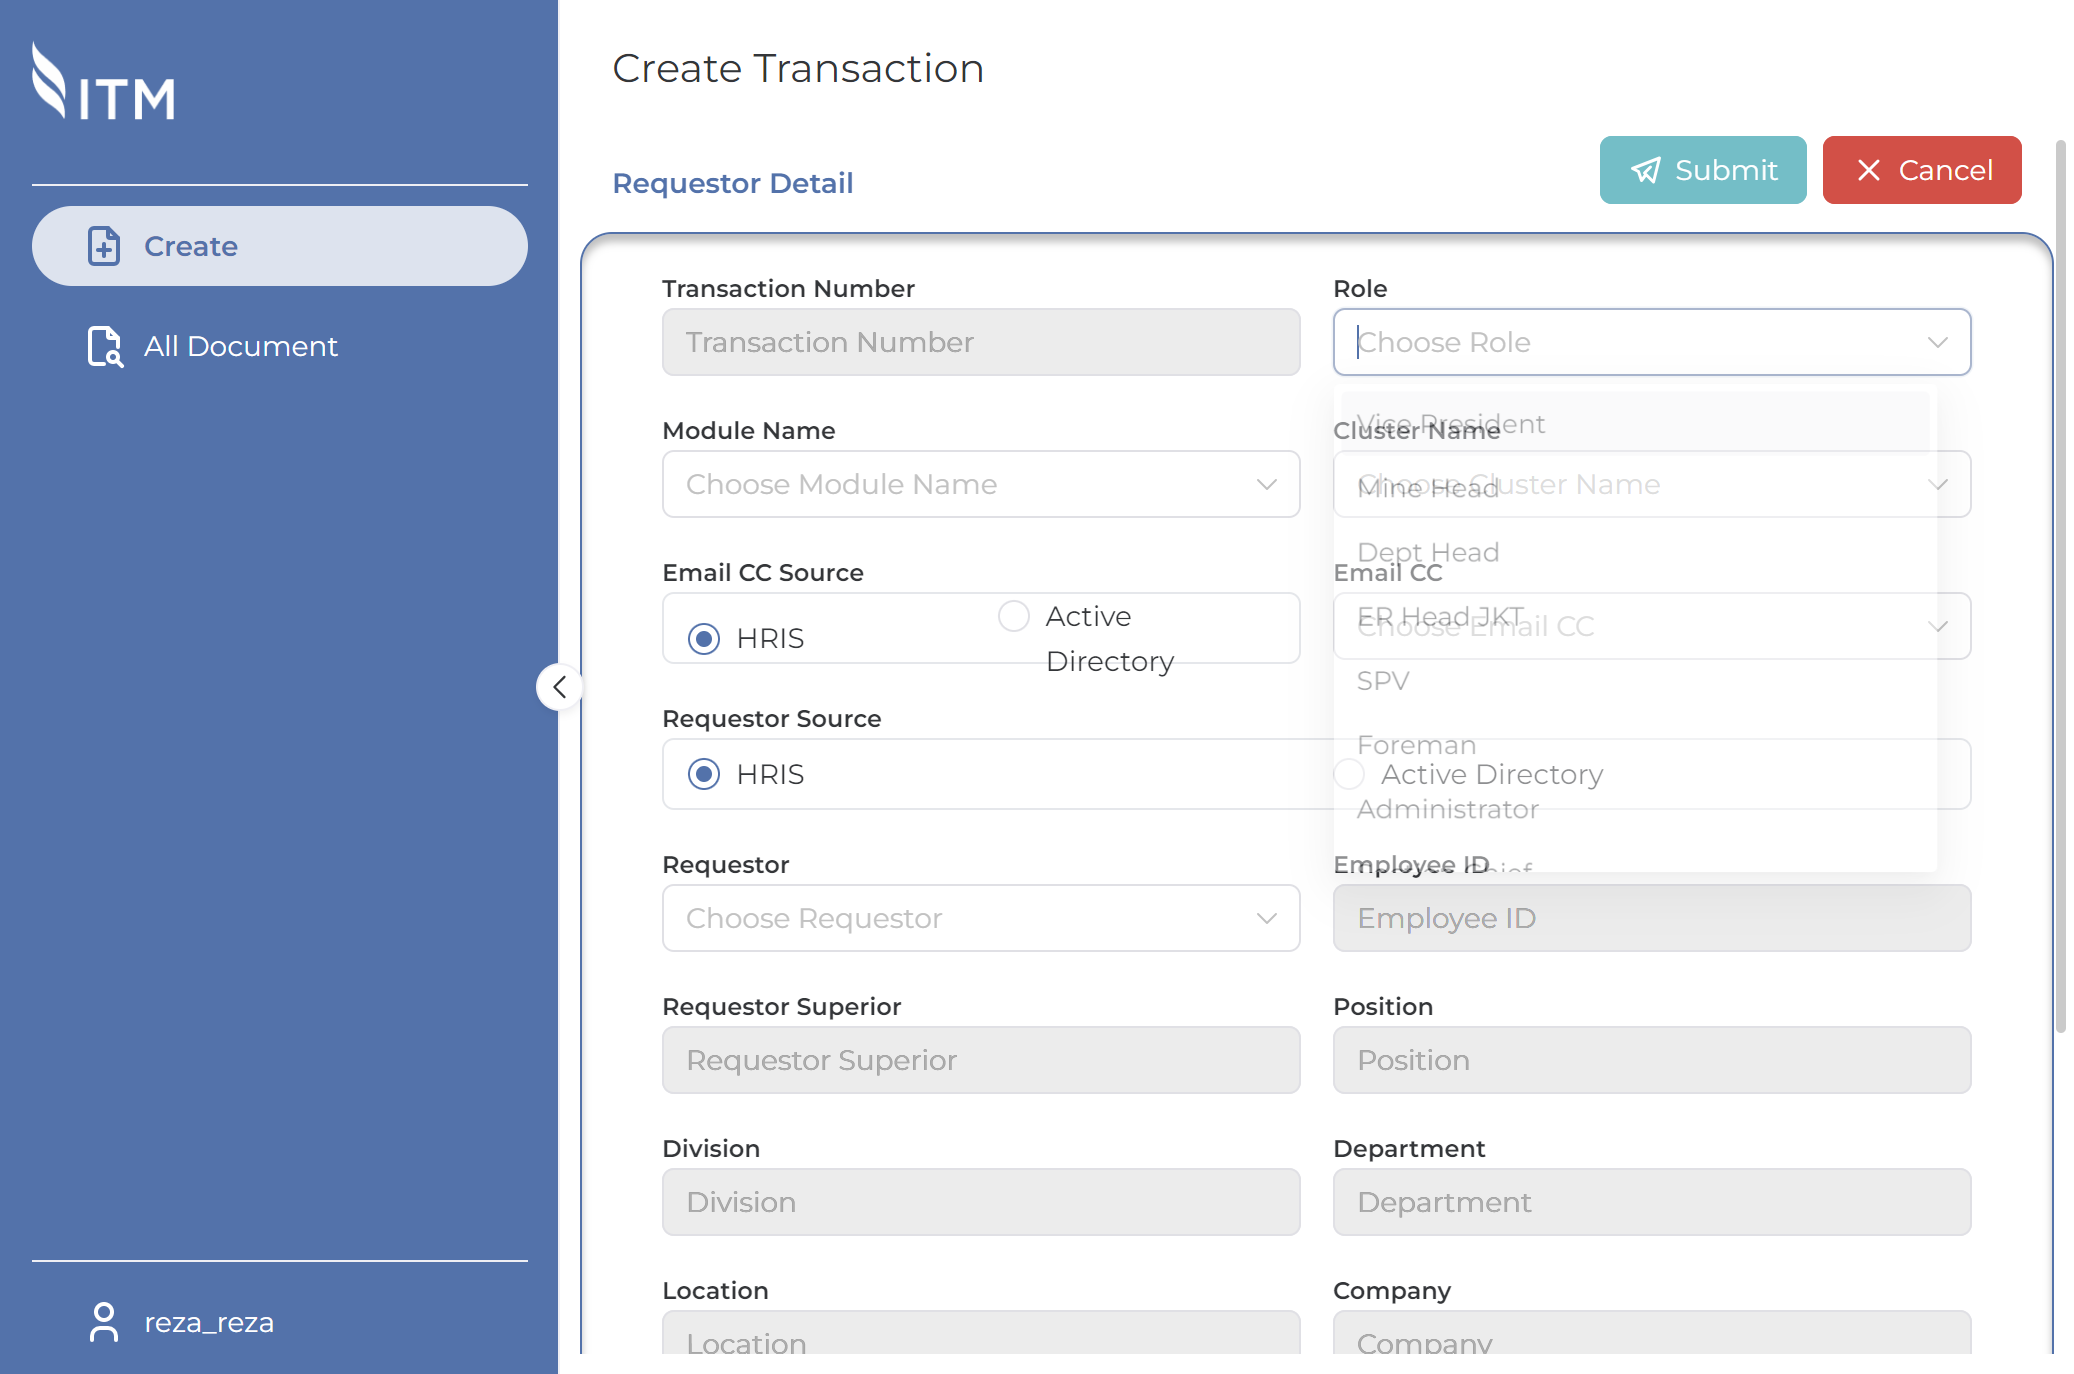 ITM
Create
All Document
reza_reza
Create Transaction
Requestor Detail
Submit
Cancel
Transaction Number
Transaction Number
Role
Choose Role
Vice President
Mine Head
Dept Head
ER Head JKT
SPV
Foreman
Administrator
Module Name
Choose Module Name
Cluster Name
Choose Cluster Name
Email CC Source
HRIS
Active
Directory
Email CC
Choose Email CC
Requestor Source
HRIS
Active Directory
Requestor
Choose Requestor
Employee ID
Employee ID
Requestor Superior
Requestor Superior
Position
Position
Division
Division
Department
Department
Location
Location
Company
Company